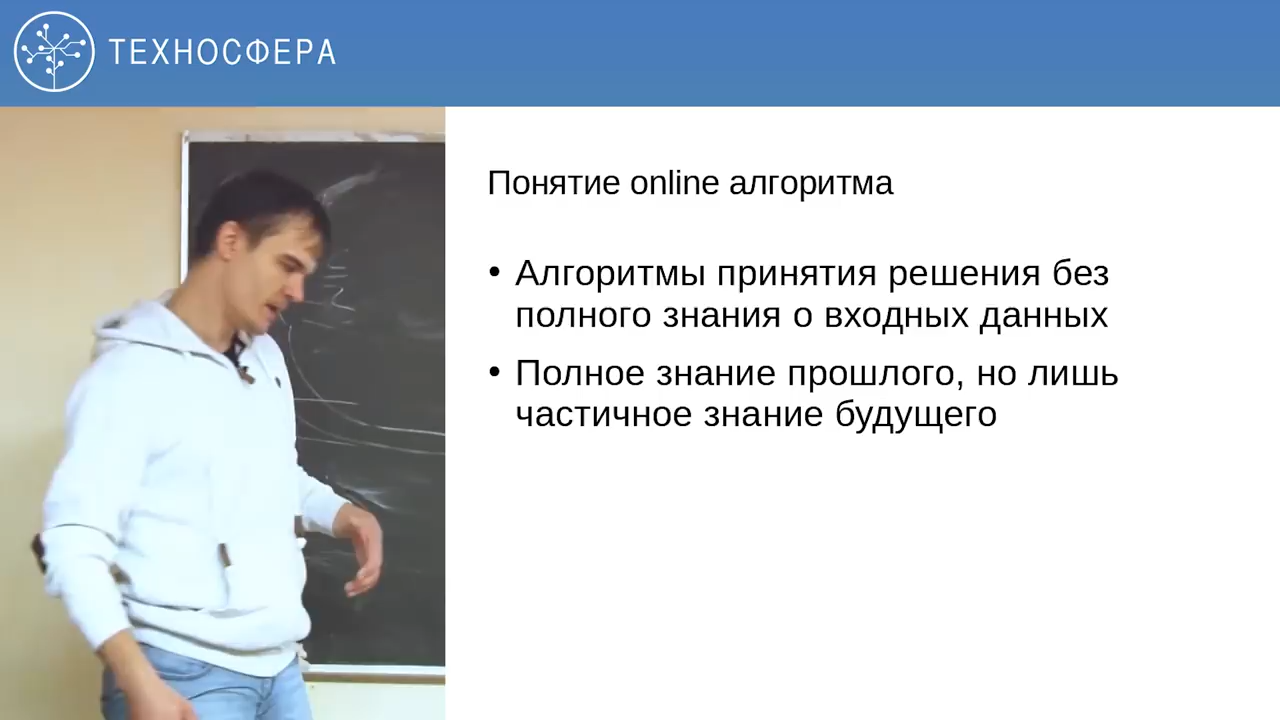 ТЕХНОСФЕРА
Понятие online алгоритма
• Алгоритмы принятия решения без
полного знания о входных данных
• Полное знание прошлого, но лишь
частичное знание будущего